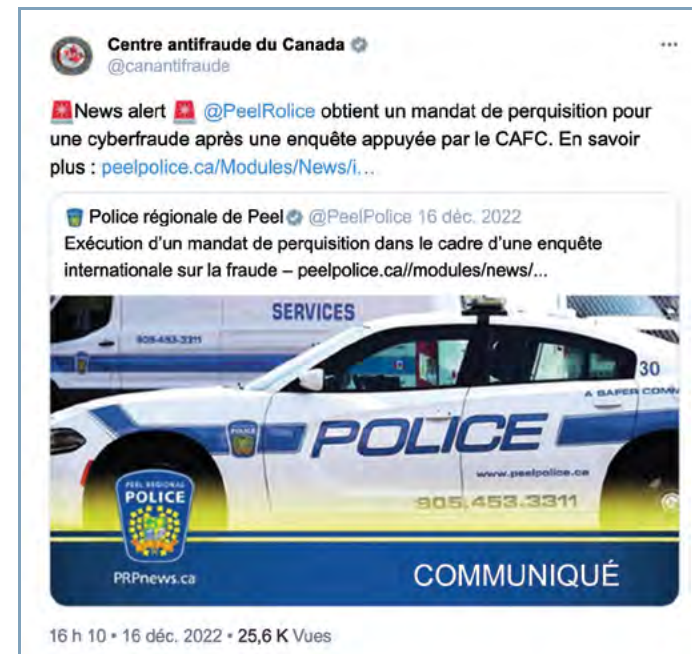 Centre antifraude du Canada
@canantifraude
News alert @PeelRolice obtient un mandat de perquisition pour
une cyberfraude après une enquête appuyée par le CAFC. En savoir
plus : peelpolice.ca/Modules/News/i...
Police régionale de Peel @PeelPolice 16 déc. 2022
Exécution d'un mandat de perquisition dans le cadre d'une enquête
internationale sur la fraude – peelpolice.ca//modules/news/...
SERVICES
905-453-3311
30
A SAFER COMM
POLICE
www.peelpolice.ca
905.453.3311
PEEL REGIONAL
POLICE
PRPnews.ca
COMMUNIQUÉ
16 h 10 • 16 déc. 2022 • 25,6 K Vues